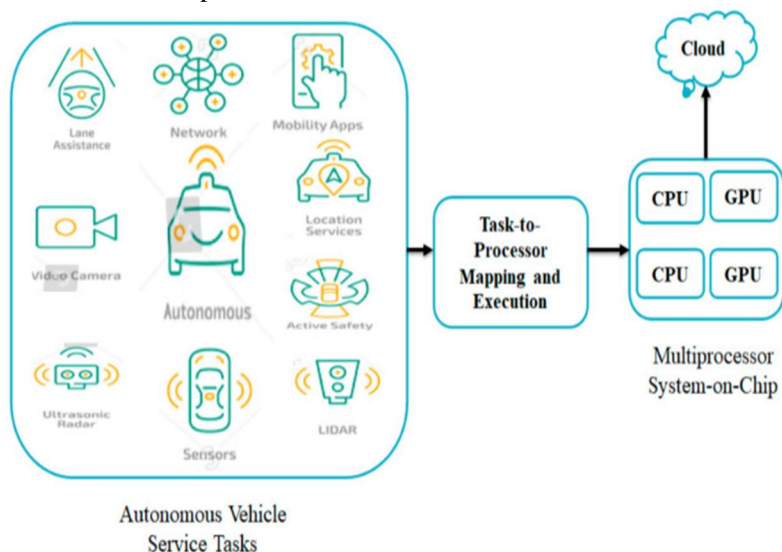 Lane
Assistance
Network
Mobility Apps
Video Camera
Autonomous
Location
Services
Active Safety
Ultrasonic
Radar
Sensors
LIDAR
Autonomous Vehicle
Service Tasks
Task-to-
Processor
Mapping and
Execution
Cloud
CPU
GPU
CPU
GPU
Multiprocessor
System-on-Chip